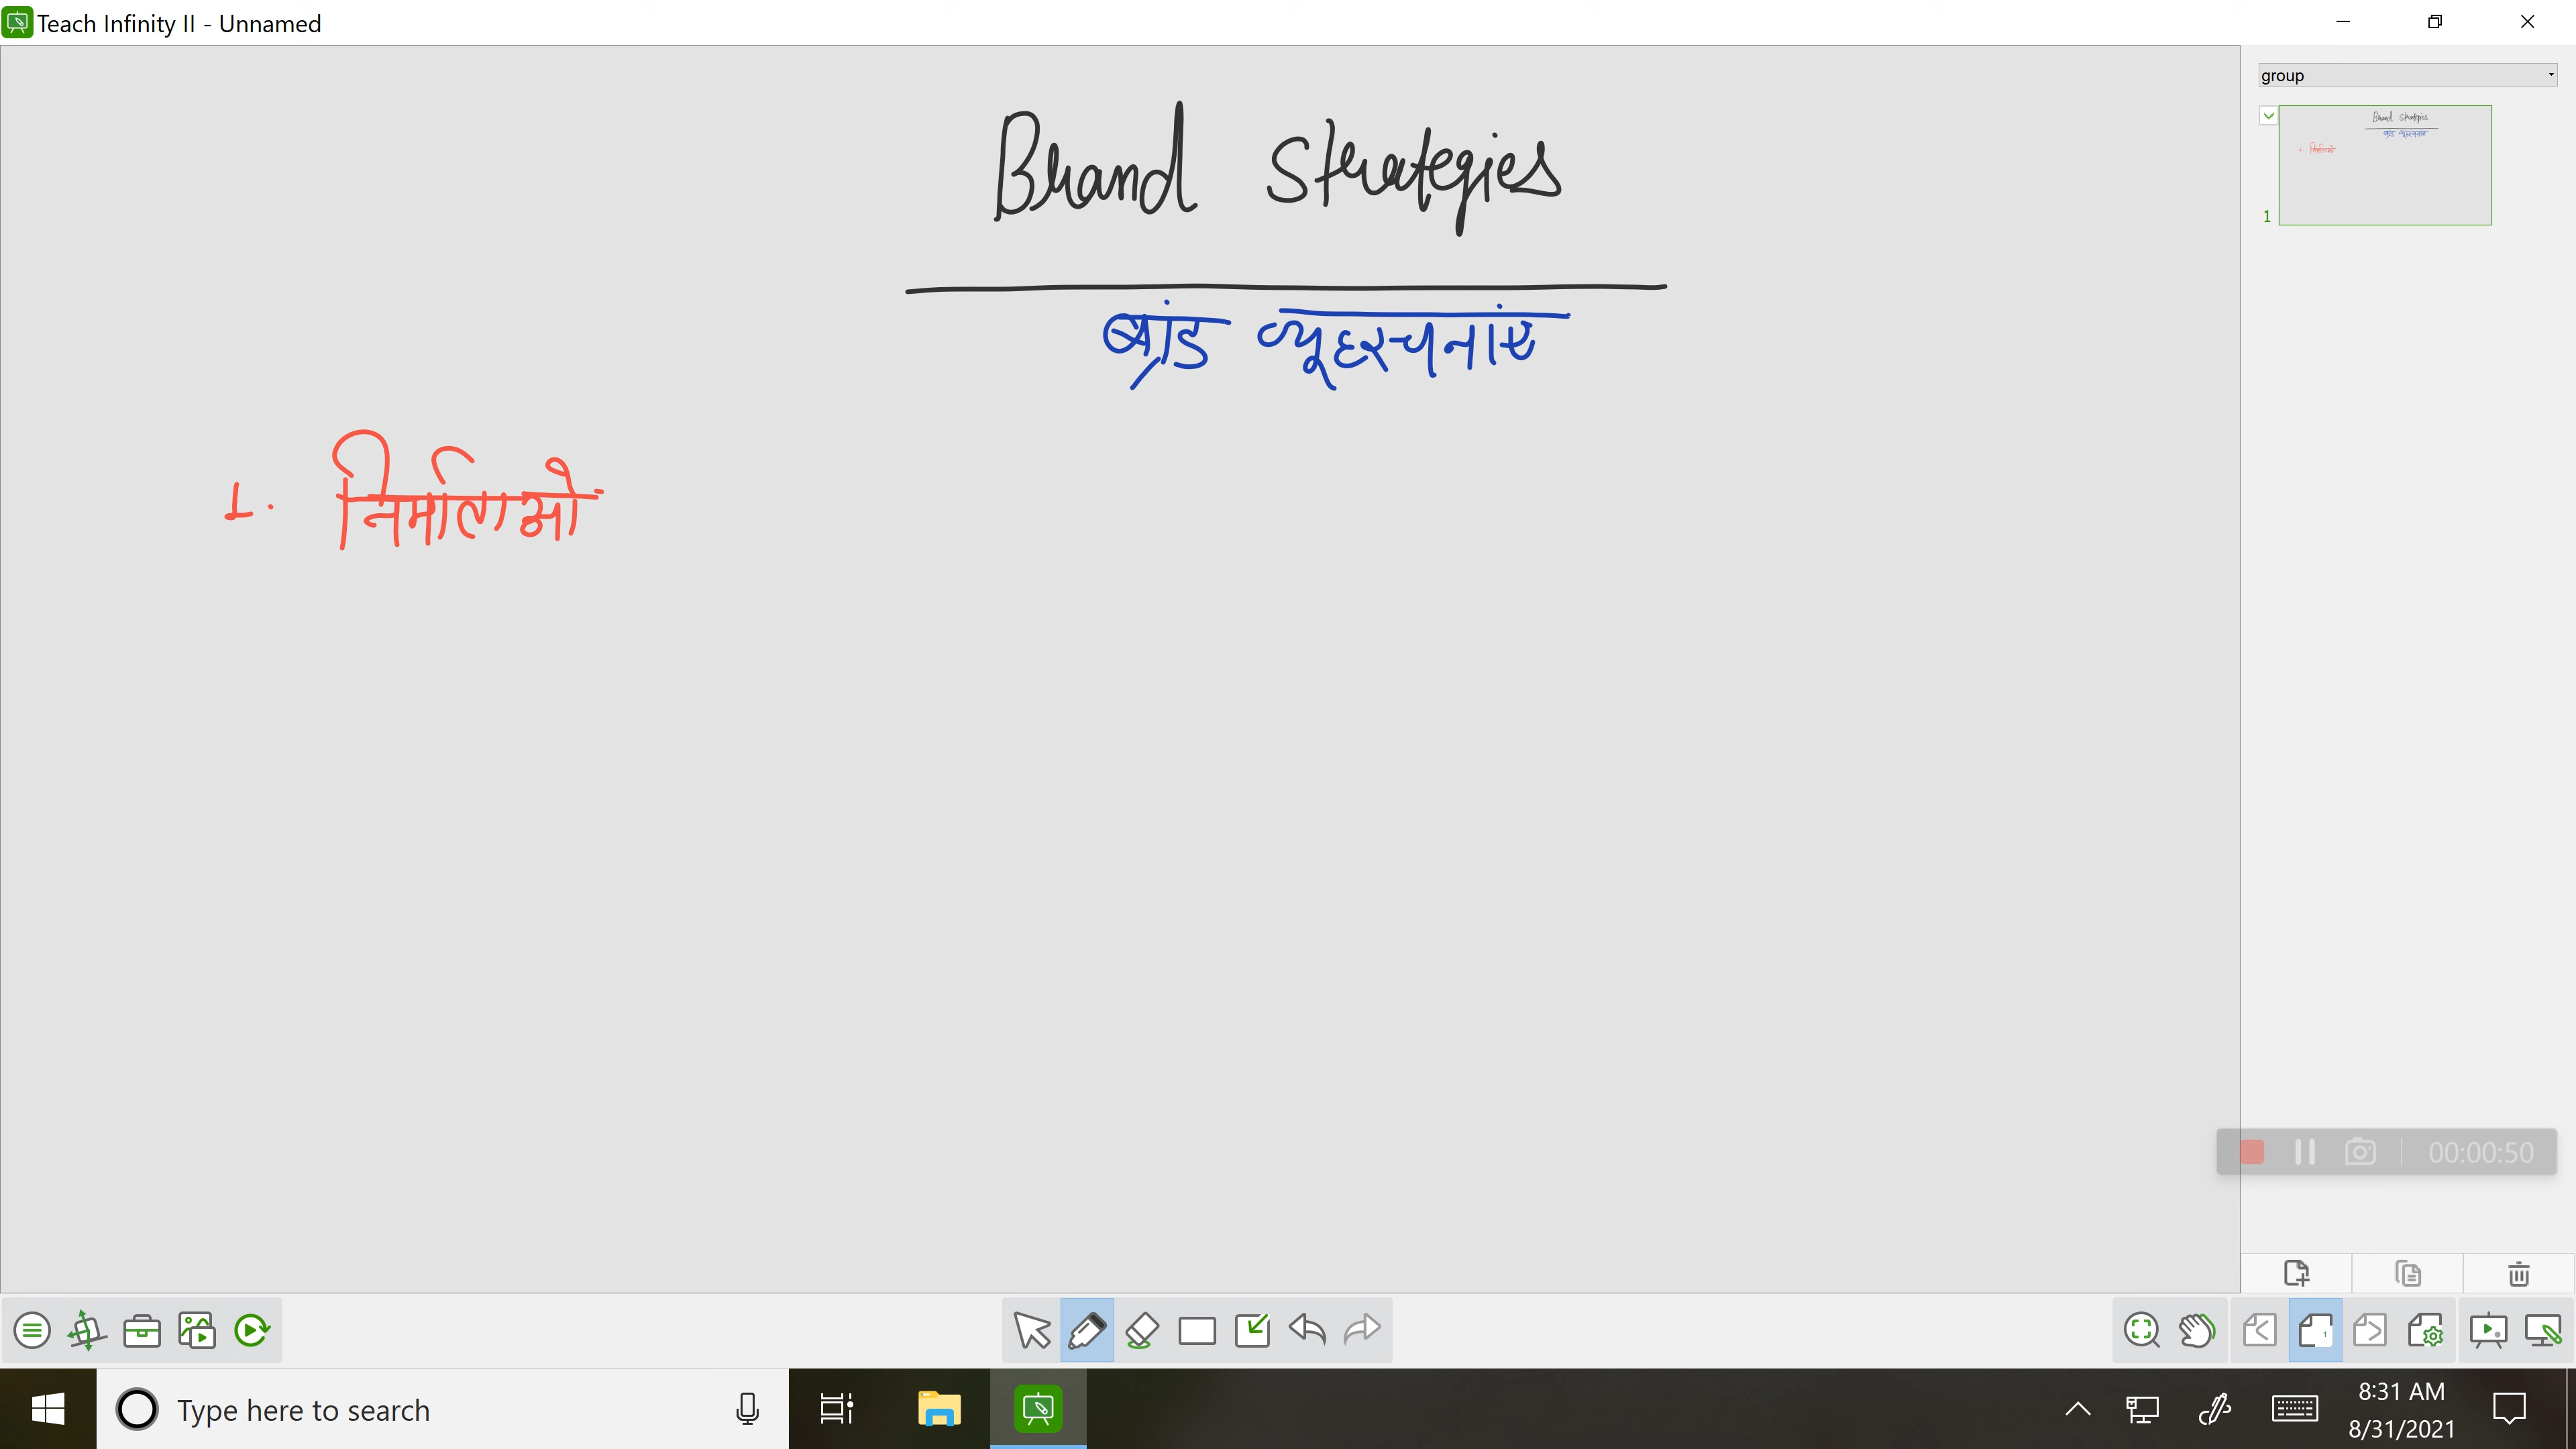 Teach Infinity II - Unnamed
group
Brand Strategies
ब्रांड व्यूहरचनांए
1. निर्माताओ
1
00:00:50
Type here to search
8:31 AM
8/31/2021